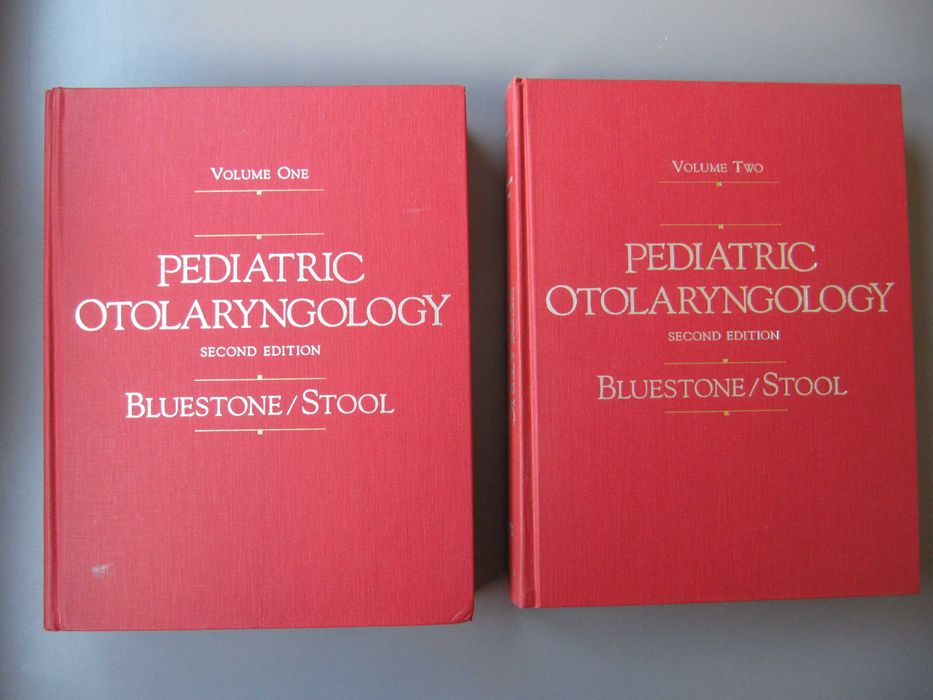 Volume One
PEDIATRIC
OTOLARYNGOLOGY
SECOND EDITION
Bluestone/Stool
Volume Two
PEDIATRIC
OTOLARYNGOLOGY
SECOND EDITION
Bluestone/Stool